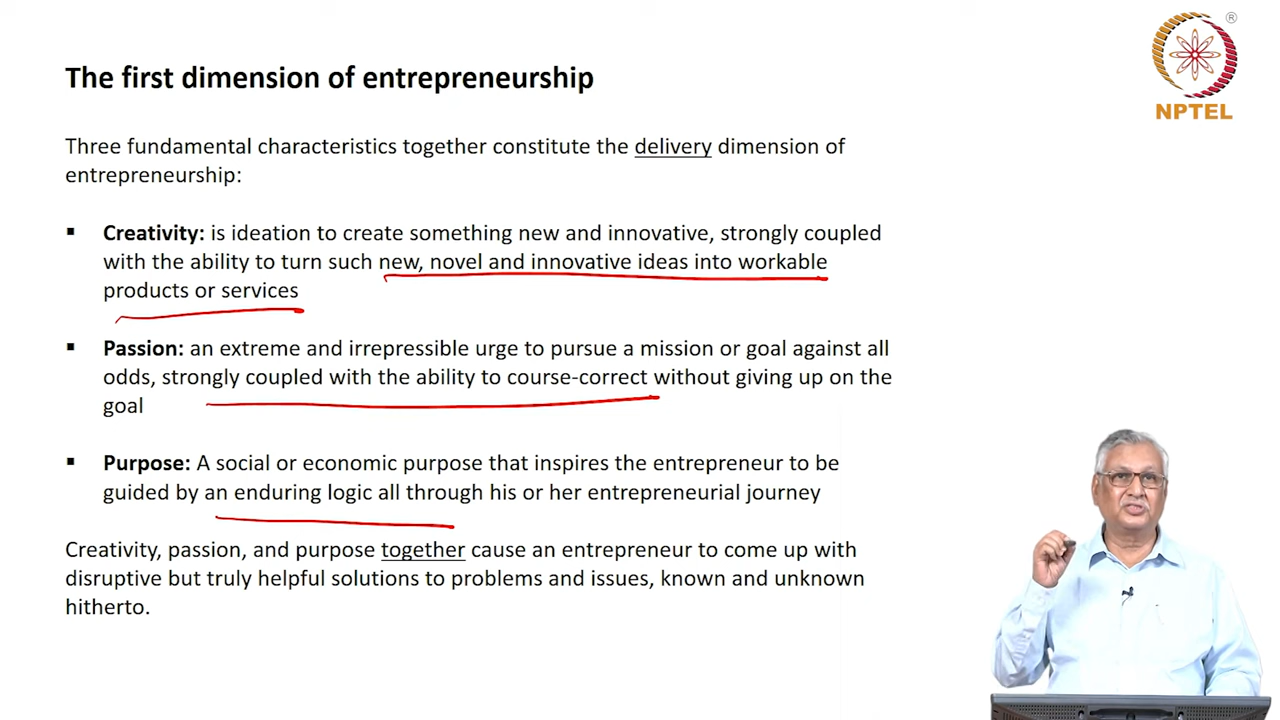 The first dimension of entrepreneurship
®
NPTEL
Three fundamental characteristics together constitute the delivery dimension of
entrepreneurship:
▪ Creativity: is ideation to create something new and innovative, strongly coupled
with the ability to turn such new, novel and innovative ideas into workable
products or services
▪ Passion: an extreme and irrepressible urge to pursue a mission or goal against all
odds, strongly coupled with the ability to course-correct without giving up on the
goal
▪ Purpose: A social or economic purpose that inspires the entrepreneur to be
guided by an enduring logic all through his or her entrepreneurial journey
Creativity, passion, and purpose together cause an entrepreneur to come up with
disruptive but truly helpful solutions to problems and issues, known and unknown
hitherto.